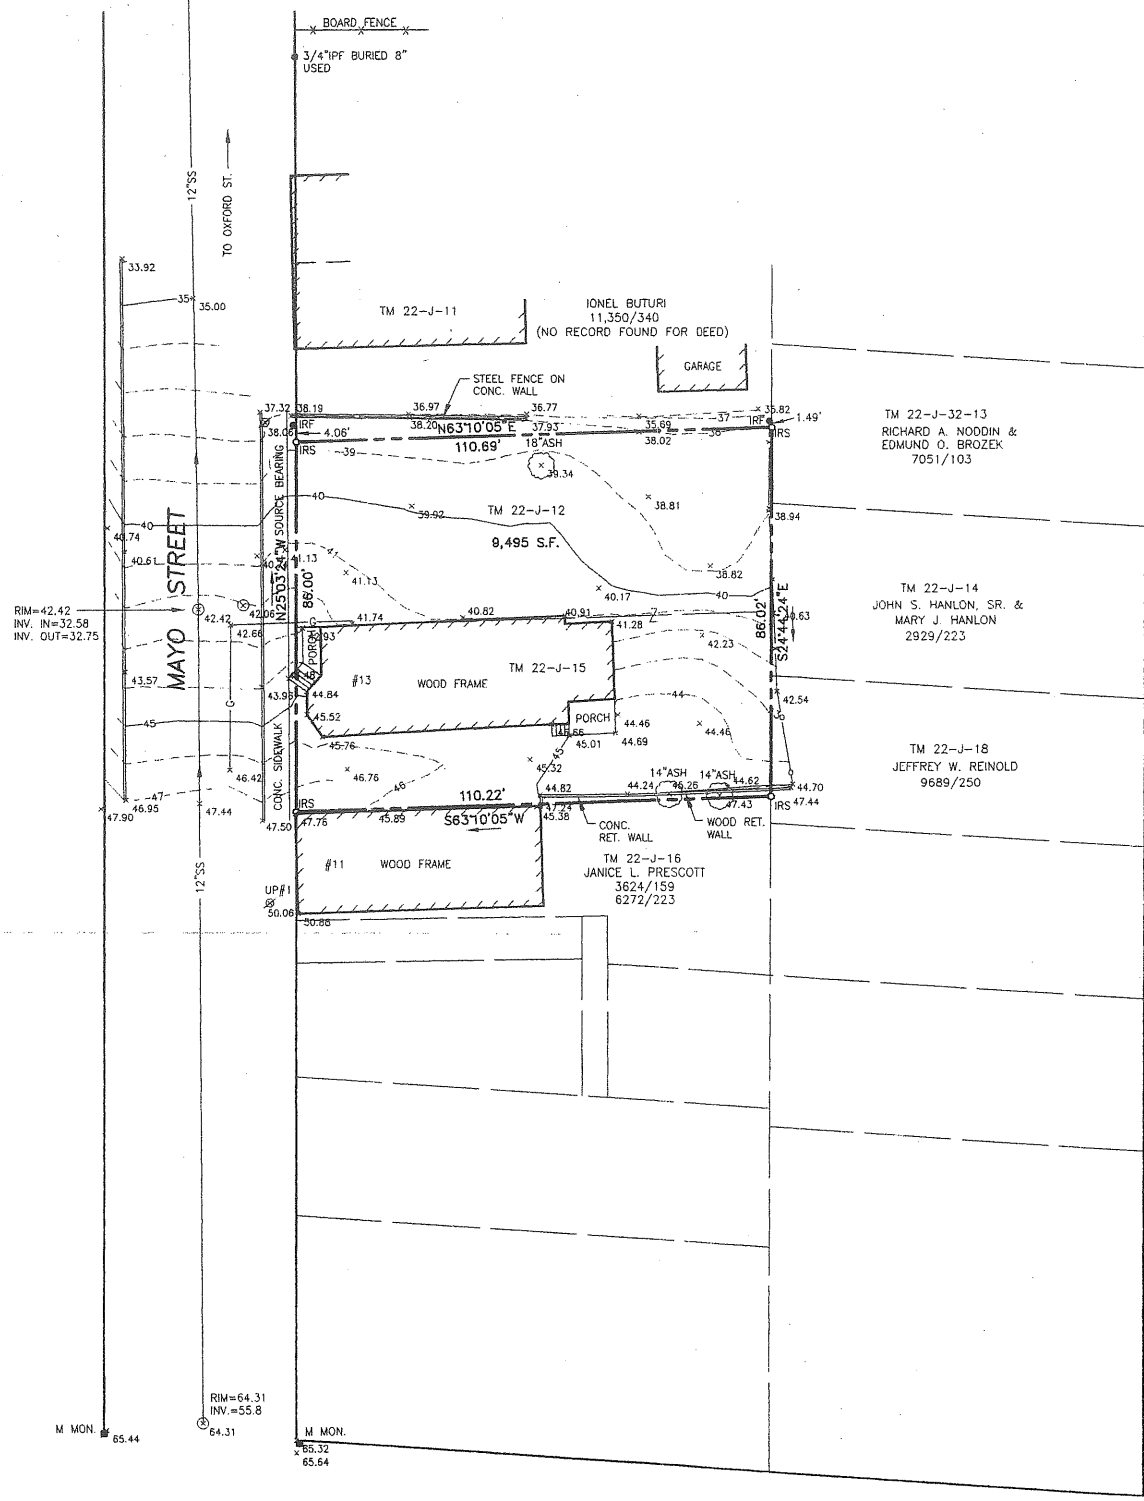 BOARD FENCE
3/4"IPF BURIED 8"
USED
12"SS
TO OXFORD ST.
33.92
35
35.00
TM 22-J-11
IONEL BUTURI
11,350/340
(NO RECORD FOUND FOR DEED)
GARAGE
STEEL FENCE ON
CONC. WALL
37.32
38.19
36.97
36.77
35.82
1.49'
38.20
37.93
35.69
37
IRF
38.06
IRF
4.06'
N63°10'05"E
110.69'
38.02
36
IRS
IRS
39
18"ASH
39.34
TM 22-J-32-13
RICHARD A. NODDIN &
EDMUND O. BROZEK
7051/103
SOURCE BEARING
N25°03'24"W
86.00'
40
40
39.92
TM 22-J-12
9,495 S.F.
38.81
38.94
40.74
40.61
41.13
41
41.13
38.82
40.17
40
MAYO STREET
RIM=42.42
INV. IN=32.58
INV. OUT=32.75
42.42
42.06
42.66
G
41.74
40.82
40.91
41.28
40.63
86.02'
S24°44'24"E
TM 22-J-14
JOHN S. HANLON, SR. &
MARY J. HANLON
2929/223
PORCH
42.23
TM 22-J-15
#13
WOOD FRAME
43.57
43.96
44.84
45.52
44
42.54
G
45
PORCH
44.46
44.46
45.01
44.69
45.76
TM 22-J-18
JEFFREY W. REINOLD
9689/250
CONC. SIDEWALK
46.42
46.76
46
45
45.32
14"ASH
14"ASH
44.82
44.24
45.26
44.62
44.70
46.95
47
47.90
47.44
47.50
IRS
47.76
45.89
110.22'
S63°10'05"W
47.24
45.38
47.43
47.44
IRS
CONC.
RET. WALL
WOOD RET.
WALL
#11
WOOD FRAME
TM 22-J-16
JANICE L. PRESCOTT
3624/159
6272/223
12"SS
UP#1
50.06
50.88
RIM=64.31
INV.=55.8
64.31
M MON.
65.44
M MON.
65.32
65.64